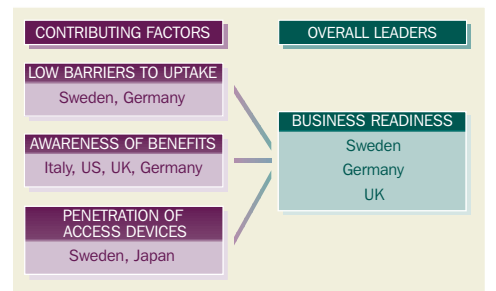 CONTRIBUTING FACTORS
LOW BARRIERS TO UPTAKE
Sweden, Germany
AWARENESS OF BENEFITS
Italy, US, UK, Germany
PENETRATION OF
ACCESS DEVICES
Sweden, Japan
OVERALL LEADERS
BUSINESS READINESS
Sweden
Germany
UK